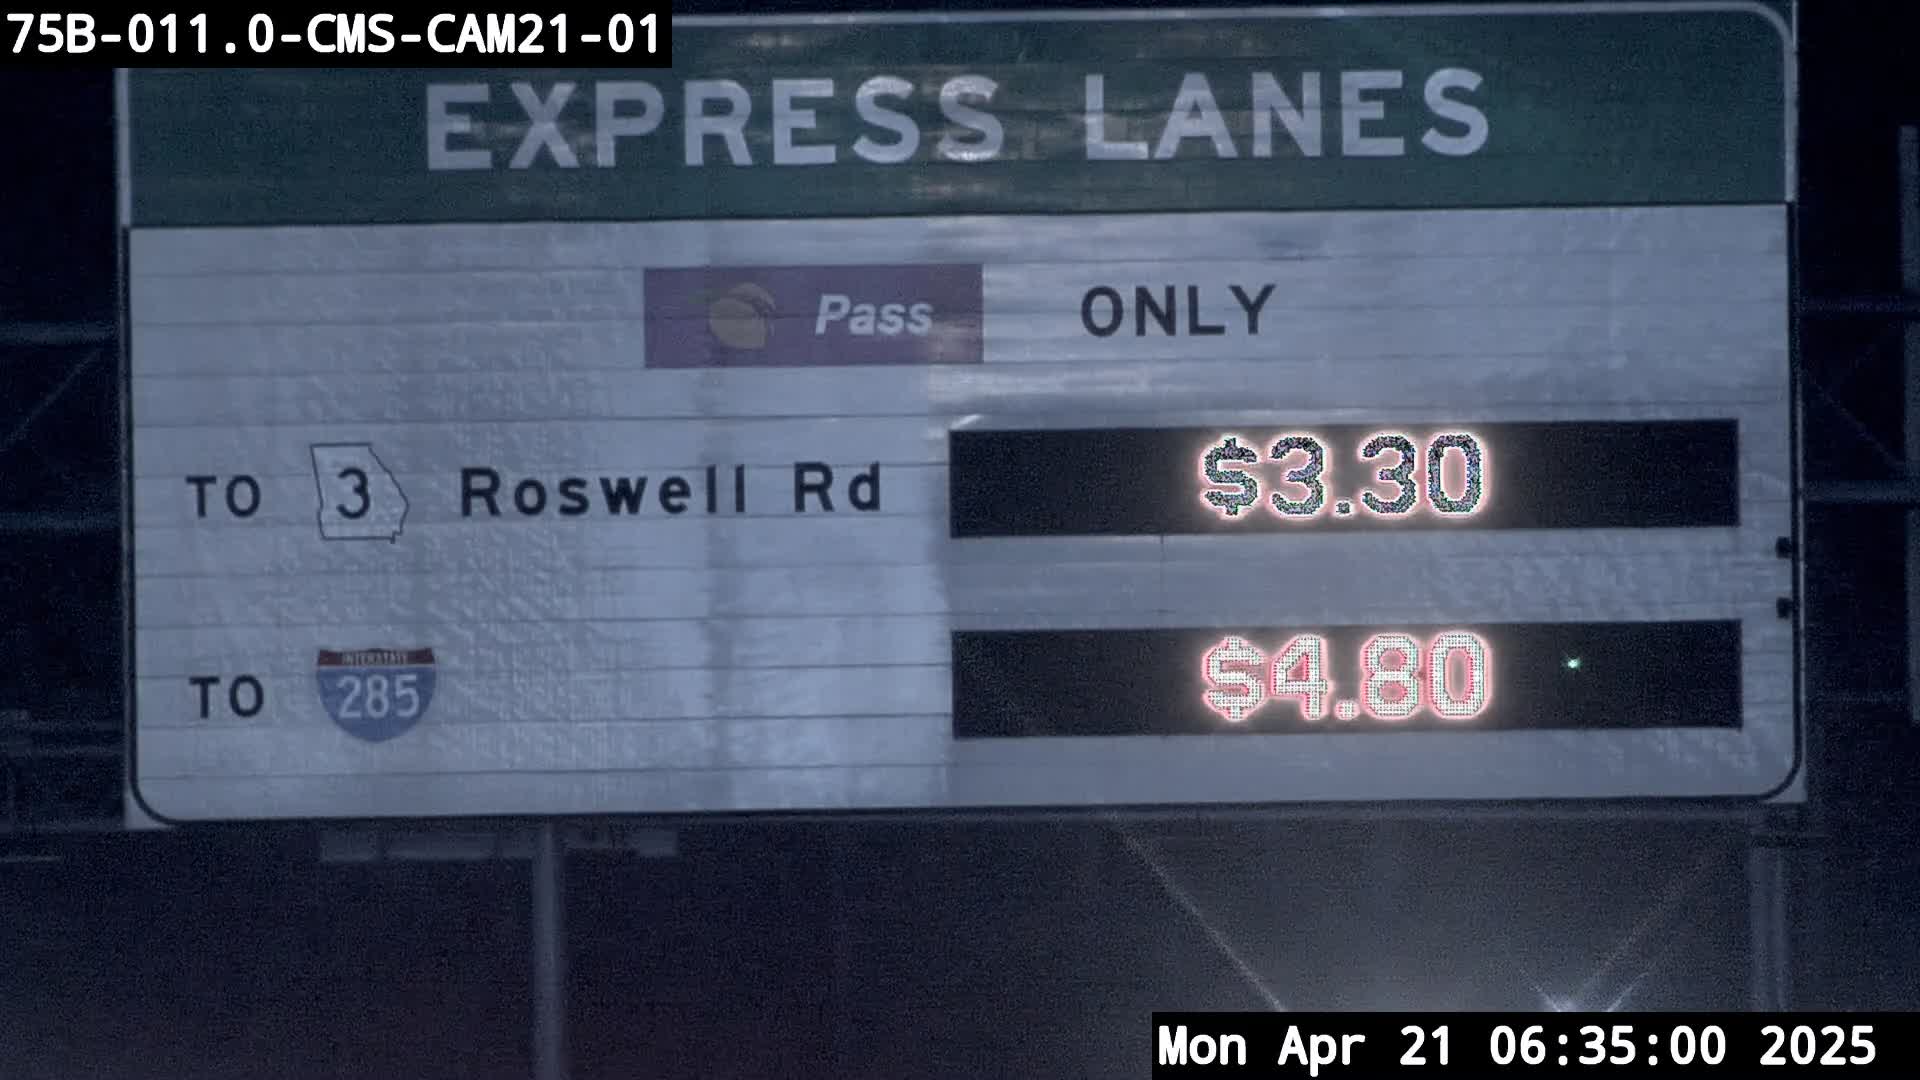 75B-011.0-CMS-CAM21-01
EXPRESS LANES
Pass ONLY
TO 3 Roswell Rd $3.30
INTERSTATE
TO 285 $4.80
Mon Apr 21 06:35:00 2025